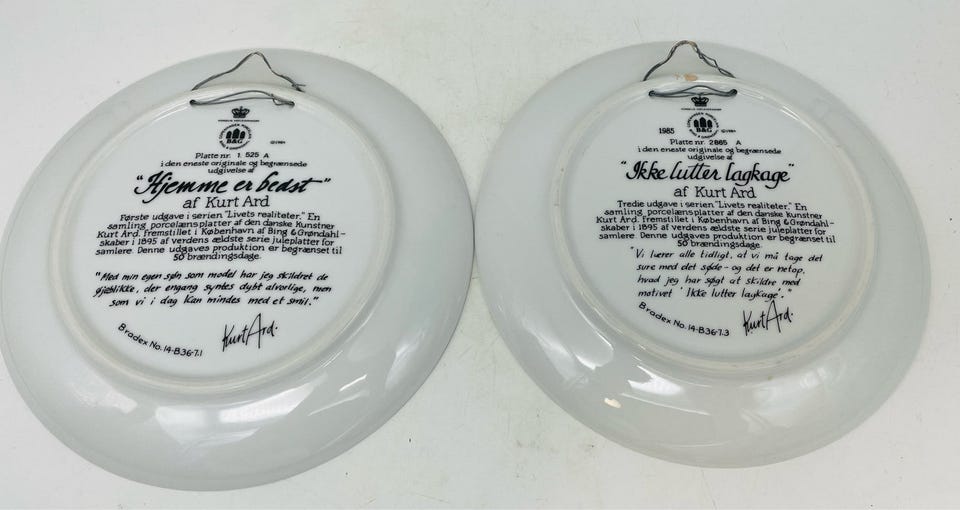 B&G
©1984
Platte nr. 1.525 A
i den eneste originale og begrænsede
udgivelse af
"Hjemme er bedst"
af Kurt Ard
Første udgave i serien "Livets realiteter." En
samling porcelænsplatter af den danske kunstner
Kurt Ard. Fremstillet i København af Bing & Grøndahl-
skaber i 1895 af verdens ældste serie juleplatter for
samlere. Denne udgaves produktion er begrænset til
50 brændingsdage.
"Med min egen søn som model har jeg skildret de
øjeblikke, der engang syntes dybt alvorlige, men
som vi i dag kan mindes med et smil."
Kurt Ard.
Bradex No. 14-B36-7.1
B&G
©1984
1985
Platte nr. 2865 A
i den eneste originale og begrænsede
udgivelse af
"Ikke lutter lagkage"
af Kurt Ard
Tredie udgave i serien "Livets realiteter." En
samling porcelænsplatter af den danske kunstner
Kurt Ard. Fremstillet i København af Bing & Grøndahl-
skaber i 1895 af verdens ældste serie juleplatter for
samlere. Denne udgaves produktion er begrænset til
50 brændingsdage.
"Vi lærer alle tidligt, at vi må tage det
sure med det søde - og det er netop,
hvad jeg har søgt at skildre med
motivet 'Ikke lutter lagkage'."
Kurt Ard.
Bradex No. 14-B36-7.3